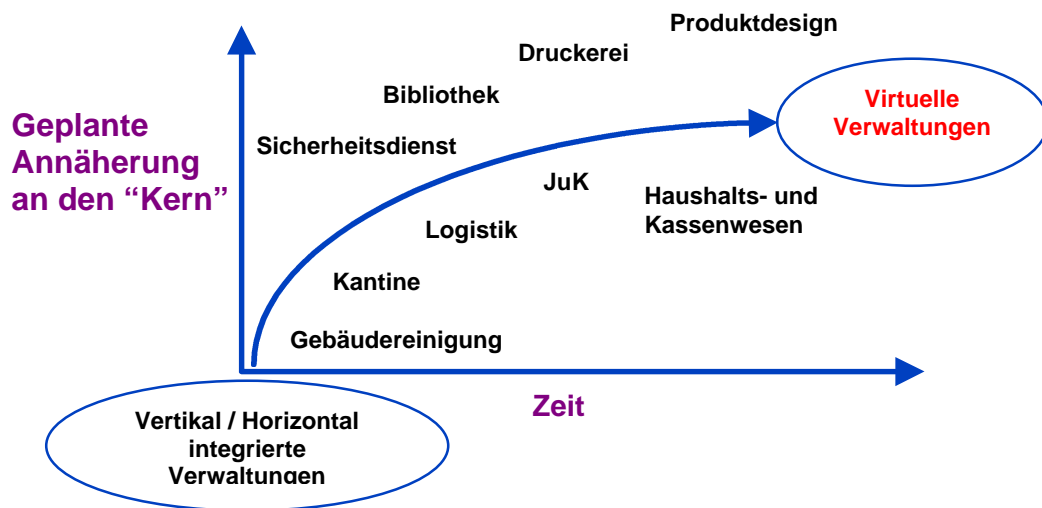 Produktdesign
Druckerei
Bibliothek
Virtuelle
Verwaltungen
Geplante
Annäherung
an den “Kern”
Sicherheitsdienst
JuK
Haushalts- und
Kassenwesen
Logistik
Kantine
Gebäudereinigung
Zeit
Vertikal / Horizontal
integrierte
Verwaltungen